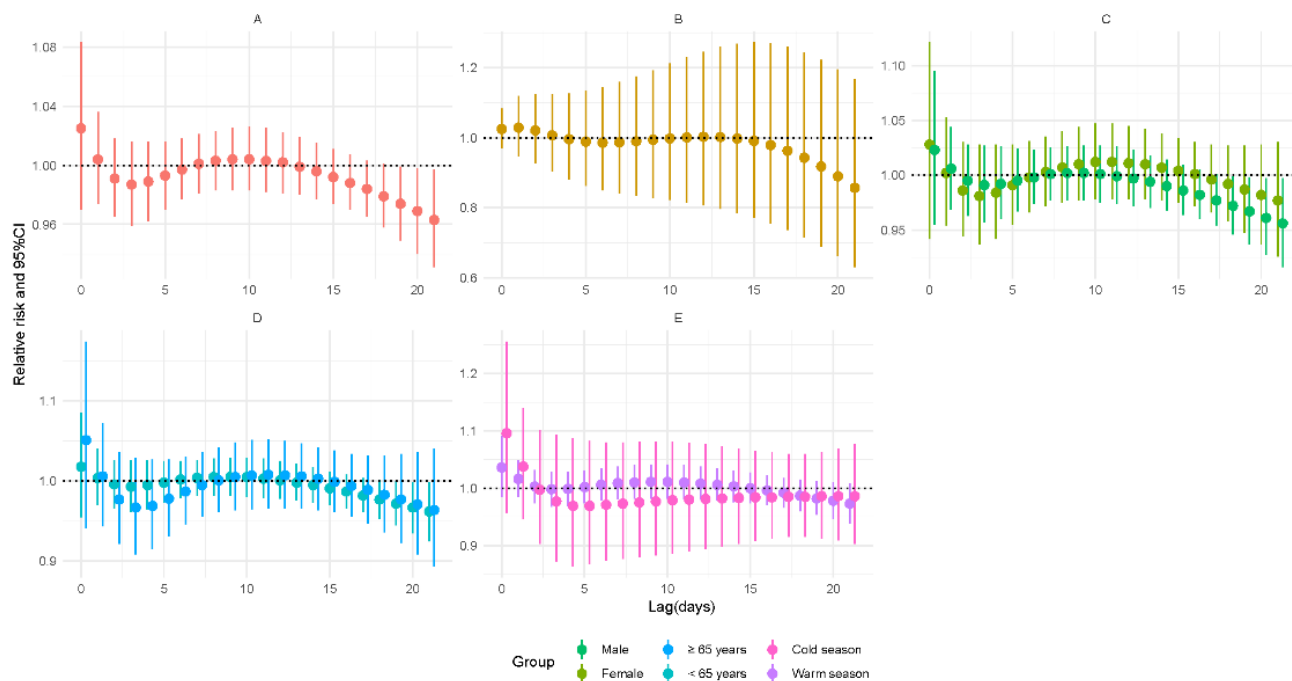 A
B
C
1.08
1.04
1.00
0.96
0 5 10 15 20
1.2
1.0
0.8
0.6
0 5 10 15 20
1.10
1.05
1.00
0.95
0 5 10 15 20
Relative risk and 95%CI
D
E
1.1
1.0
0.9
0 5 10 15 20
1.2
1.1
1.0
0.9
0 5 10 15 20
Lag(days)
Group
Male
≥ 65 years
Cold season
Female
< 65 years
Warm season